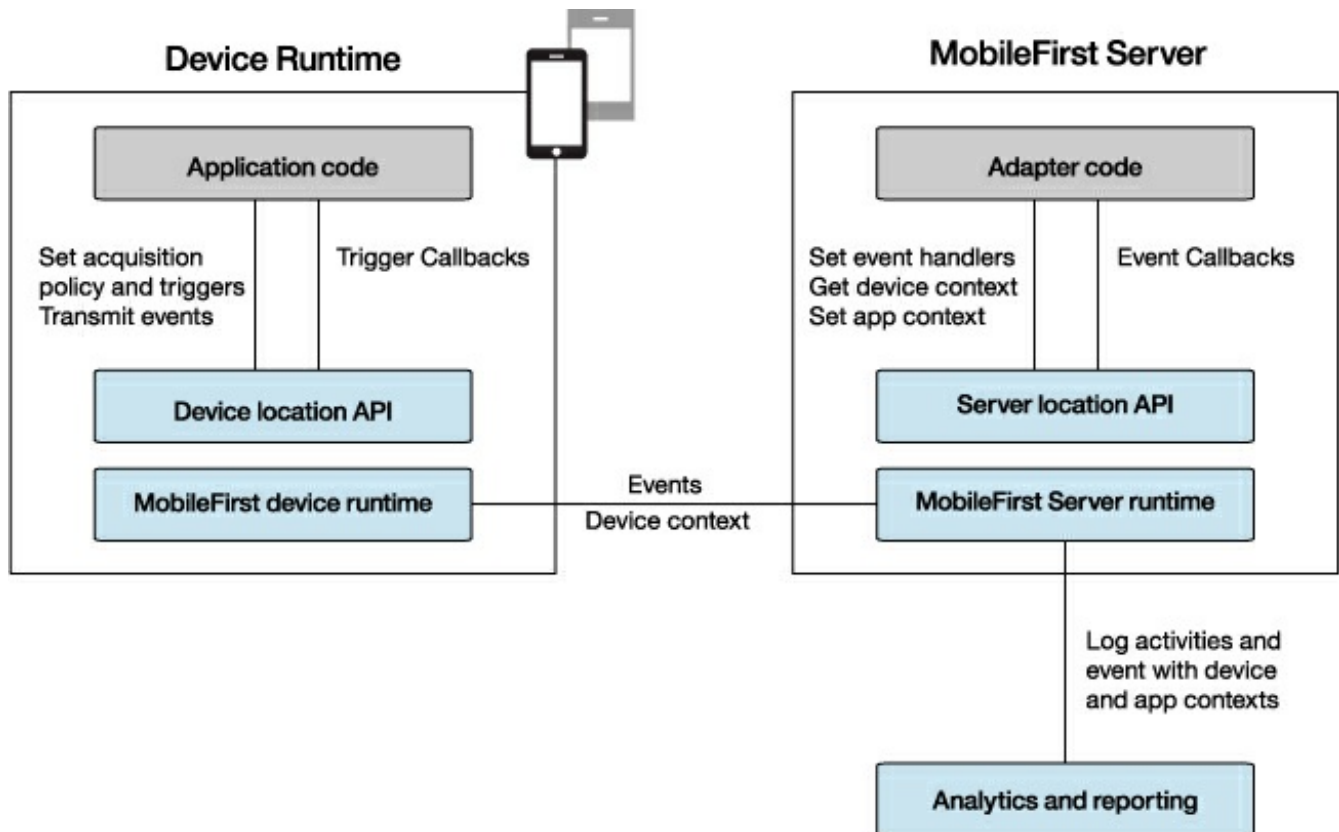 Device Runtime
MobileFirst Server
Application code
Adapter code
Set acquisition
policy and triggers
Transmit events
Trigger Callbacks
Set event handlers
Get device context
Set app context
Event Callbacks
Device location API
Server location API
MobileFirst device runtime
Events
Device context
MobileFirst Server runtime
Log activities and
event with device
and app contexts
Analytics and reporting